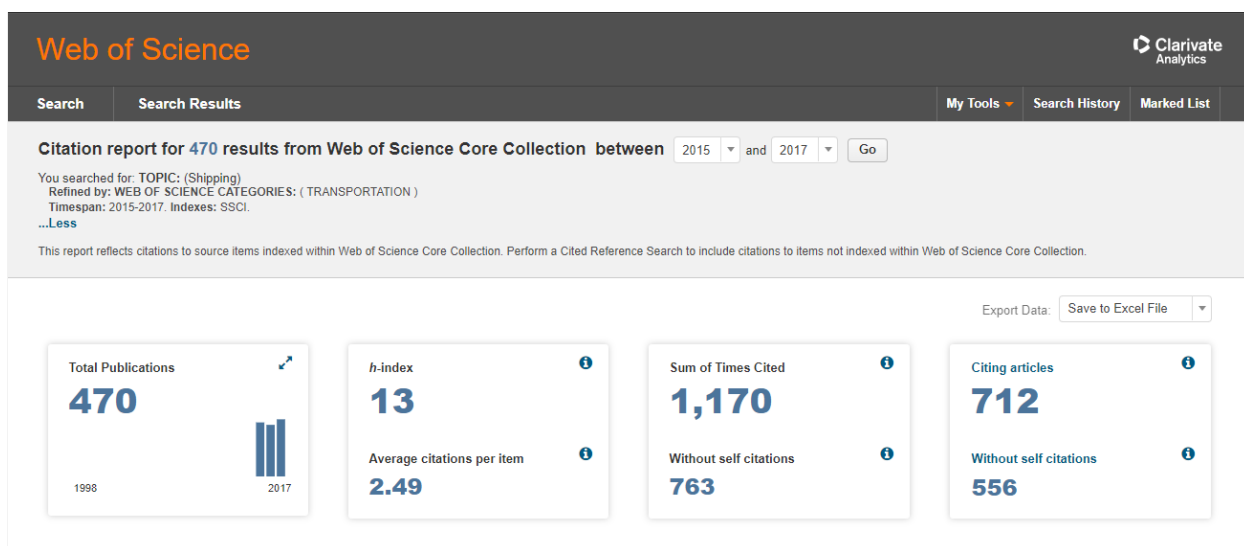 Web of Science
Clarivate
Analytics
Search Search Results My Tools Search History Marked List
Citation report for 470 results from Web of Science Core Collection between 2015 and 2017 Go
You searched for: TOPIC: (Shipping)
Refined by: WEB OF SCIENCE CATEGORIES: ( TRANSPORTATION )
Timespan: 2015-2017. Indexes: SSCI.
...Less
This report reflects citations to source items indexed within Web of Science Core Collection. Perform a Cited Reference Search to include citations to items not indexed within Web of Science Core Collection.
Export Data: Save to Excel File
Total Publications
470
1998 2017
h-index
13
Average citations per item
2.49
Sum of Times Cited
1,170
Without self citations
763
Citing articles
712
Without self citations
556